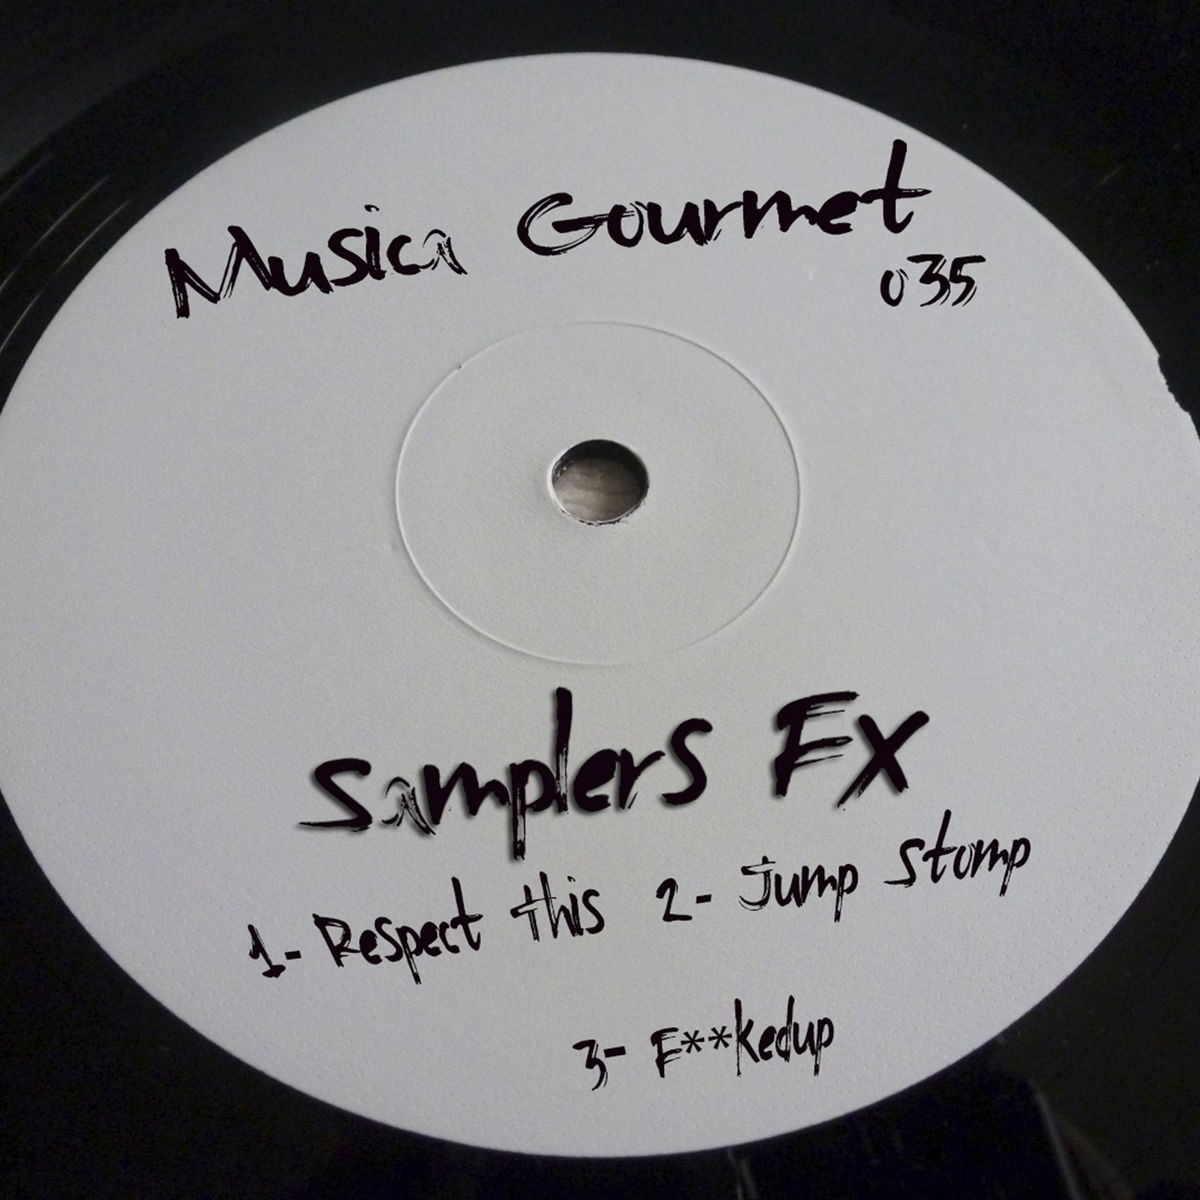 Musica Gourmet
035
Samplers FX
1- Respect this 2- Jump Stomp
3- F**kedup